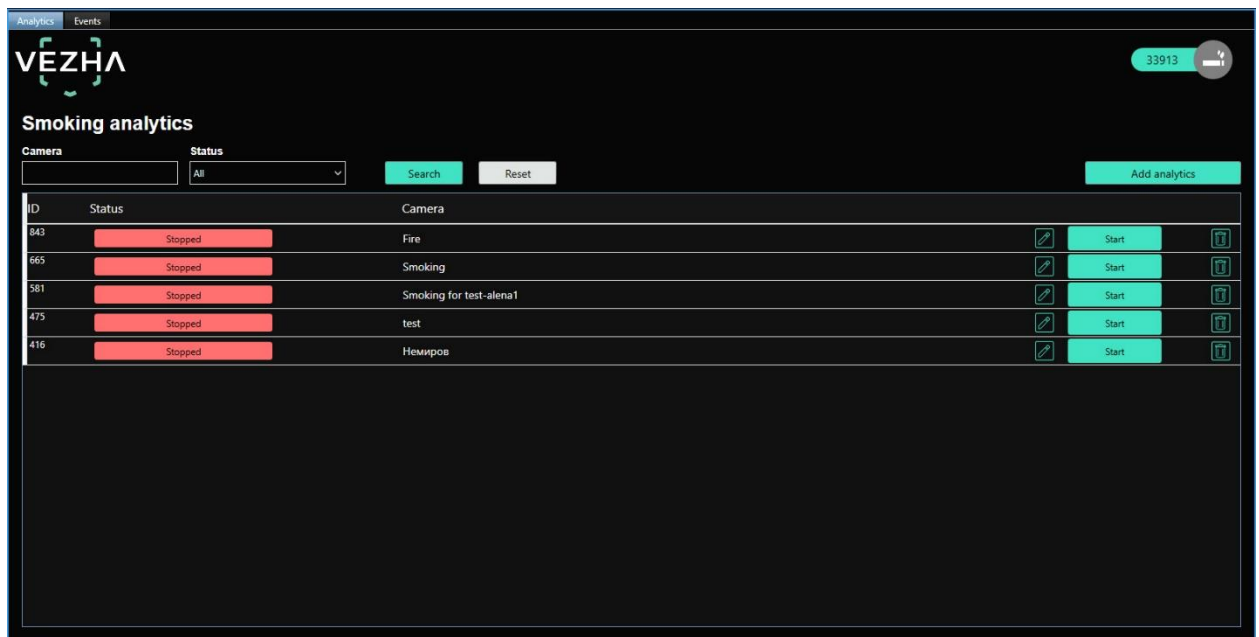 Analytics Events
VEZHA
33913
Smoking analytics
Camera Status
All Search Reset Add analytics
ID Status Camera
843 Stopped Fire Start
665 Stopped Smoking Start
581 Stopped Smoking for test-alena1 Start
475 Stopped test Start
416 Stopped Немиров Start